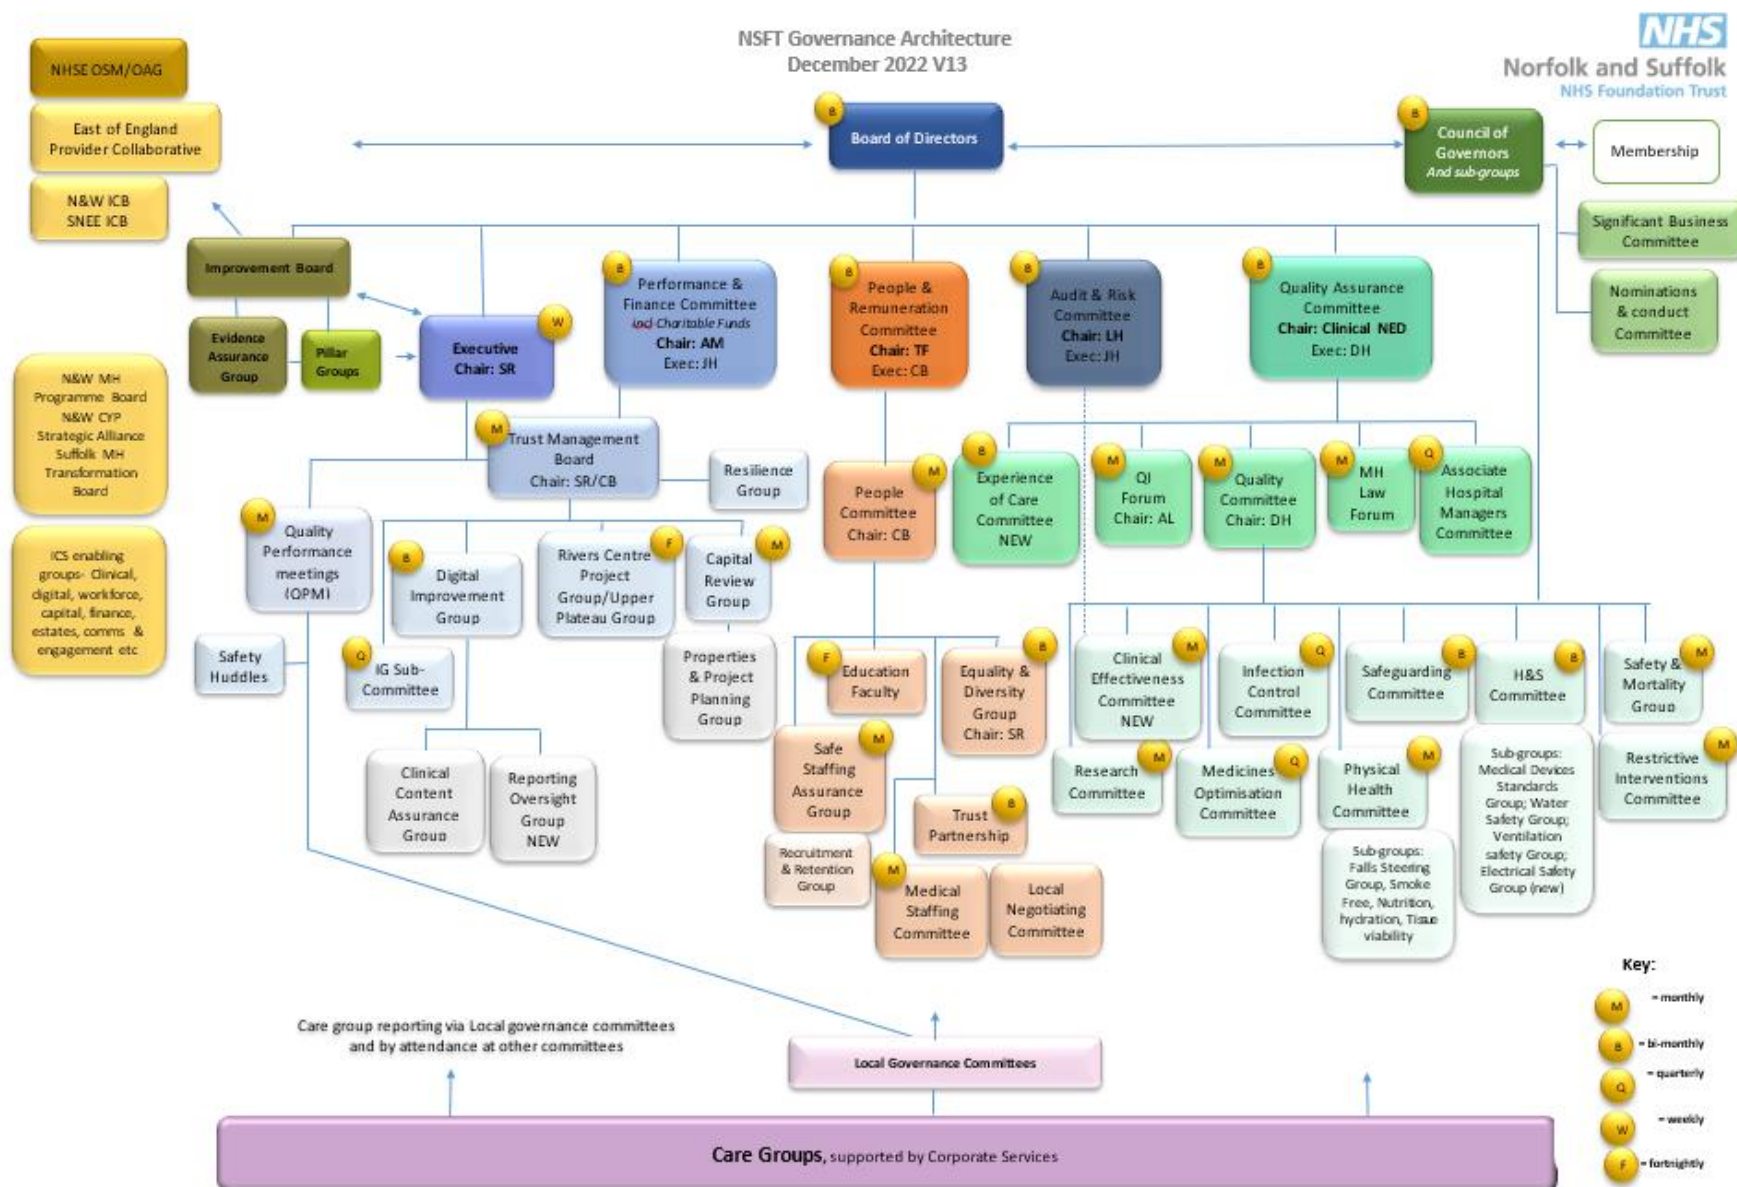 NSFT Governance Architecture
December 2022 V13
NHS
Norfolk and Suffolk
NHS Foundation Trust
NHSE OSM/OAG
East of England
Provider Collaborative
N&W ICB
SNEE ICB
N&W MH
Programme Board
N&W CYP
Strategic Alliance
Suffolk MH
Transformation
Board
ICS enabling
groups- Clinical,
digital, workforce,
capital, finance,
estates, comms &
engagement etc
B
Board of Directors
B
Council of
Governors
And sub-groups
Membership
Significant Business
Committee
Nominations
& conduct
Committee
Improvement Board
Evidence
Assurance
Group
Pillar
Groups
W
Executive
Chair: SR
B
Performance &
Finance Committee
incl Charitable Funds
Chair: AM
Exec: JH
B
People &
Remuneration
Committee
Chair: TF
Exec: CB
B
Audit & Risk
Committee
Chair: LH
Exec: JH
B
Quality Assurance
Committee
Chair: Clinical NED
Exec: DH
M
Trust Management
Board
Chair: SR/CB
Resilience
Group
M
Quality
Performance
meetings
(QPM)
Safety
Huddles
B
Digital
Improvement
Group
Q
IG Sub-
Committee
F
Rivers Centre
Project
Group/Upper
Plateau Group
M
Capital
Review
Group
Properties
& Project
Planning
Group
Clinical
Content
Assurance
Group
Reporting
Oversight
Group
NEW
M
People
Committee
Chair: CB
F
Education
Faculty
B
Equality &
Diversity
Group
Chair: SR
M
Safe
Staffing
Assurance
Group
Recruitment
& Retention
Group
B
Trust
Partnership
M
Medical
Staffing
Committee
Local
Negotiating
Committee
B
Experience
of Care
Committee
NEW
M
QI
Forum
Chair: AL
M
Quality
Committee
Chair: DH
M
MH
Law
Forum
Q
Associate
Hospital
Managers
Committee
M
Clinical
Effectiveness
Committee
NEW
Q
Infection
Control
Committee
B
Safeguarding
Committee
B
H&S
Committee
M
Safety &
Mortality
Group
M
Research
Committee
Q
Medicines
Optimisation
Committee
M
Physical
Health
Committee
Sub-groups:
Falls Steering
Group, Smoke
Free, Nutrition,
hydration, Tissue
viability
Sub-groups:
Medical Devices
Standards
Group; Water
Safety Group;
Ventilation
safety Group;
Electrical Safety
Group (new)
M
Restrictive
Interventions
Committee
Care group reporting via Local governance committees
and by attendance at other committees
Local Governance Committees
Care Groups, supported by Corporate Services
Key:
M = monthly
B = bi-monthly
Q = quarterly
W = weekly
F = fortnightly